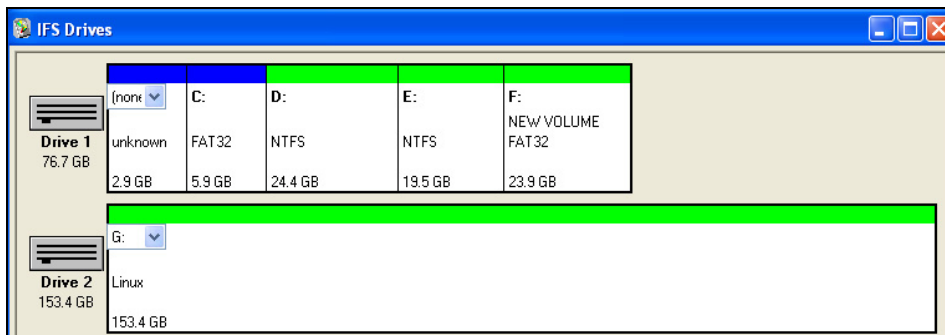 IFS Drives
Drive 1
76.7 GB
(none
unknown
2.9 GB
C:
FAT32
5.9 GB
D:
NTFS
24.4 GB
E:
NTFS
19.5 GB
F:
NEW VOLUME
FAT32
23.9 GB
Drive 2
153.4 GB
G:
Linux
153.4 GB